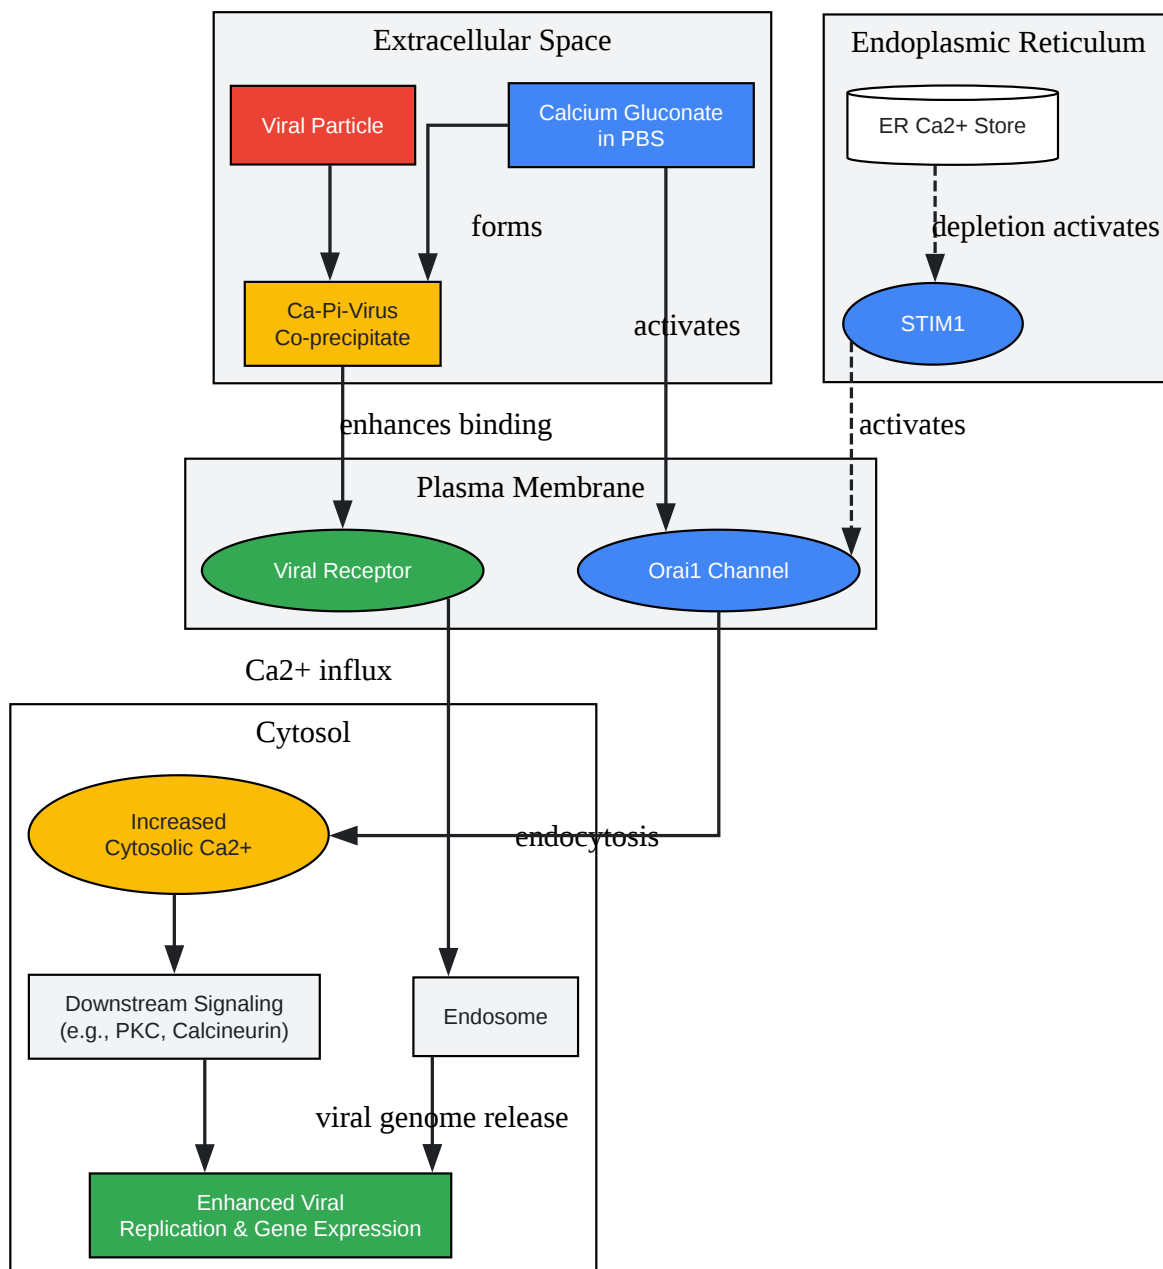 Extracellular Space
Endoplasmic Reticulum
Viral Particle
Calcium Gluconate
in PBS
ER Ca2+ Store
forms
depletion activates
Ca-Pi-Virus
Co-precipitate
activates
STIM1
enhances binding
activates
Plasma Membrane
Viral Receptor
Orai1 Channel
Ca2+ influx
Cytosol
Increased
Cytosolic Ca2+
endocytosis
Downstream Signaling
(e.g., PKC, Calcineurin)
Endosome
viral genome release
Enhanced Viral
Replication & Gene Expression